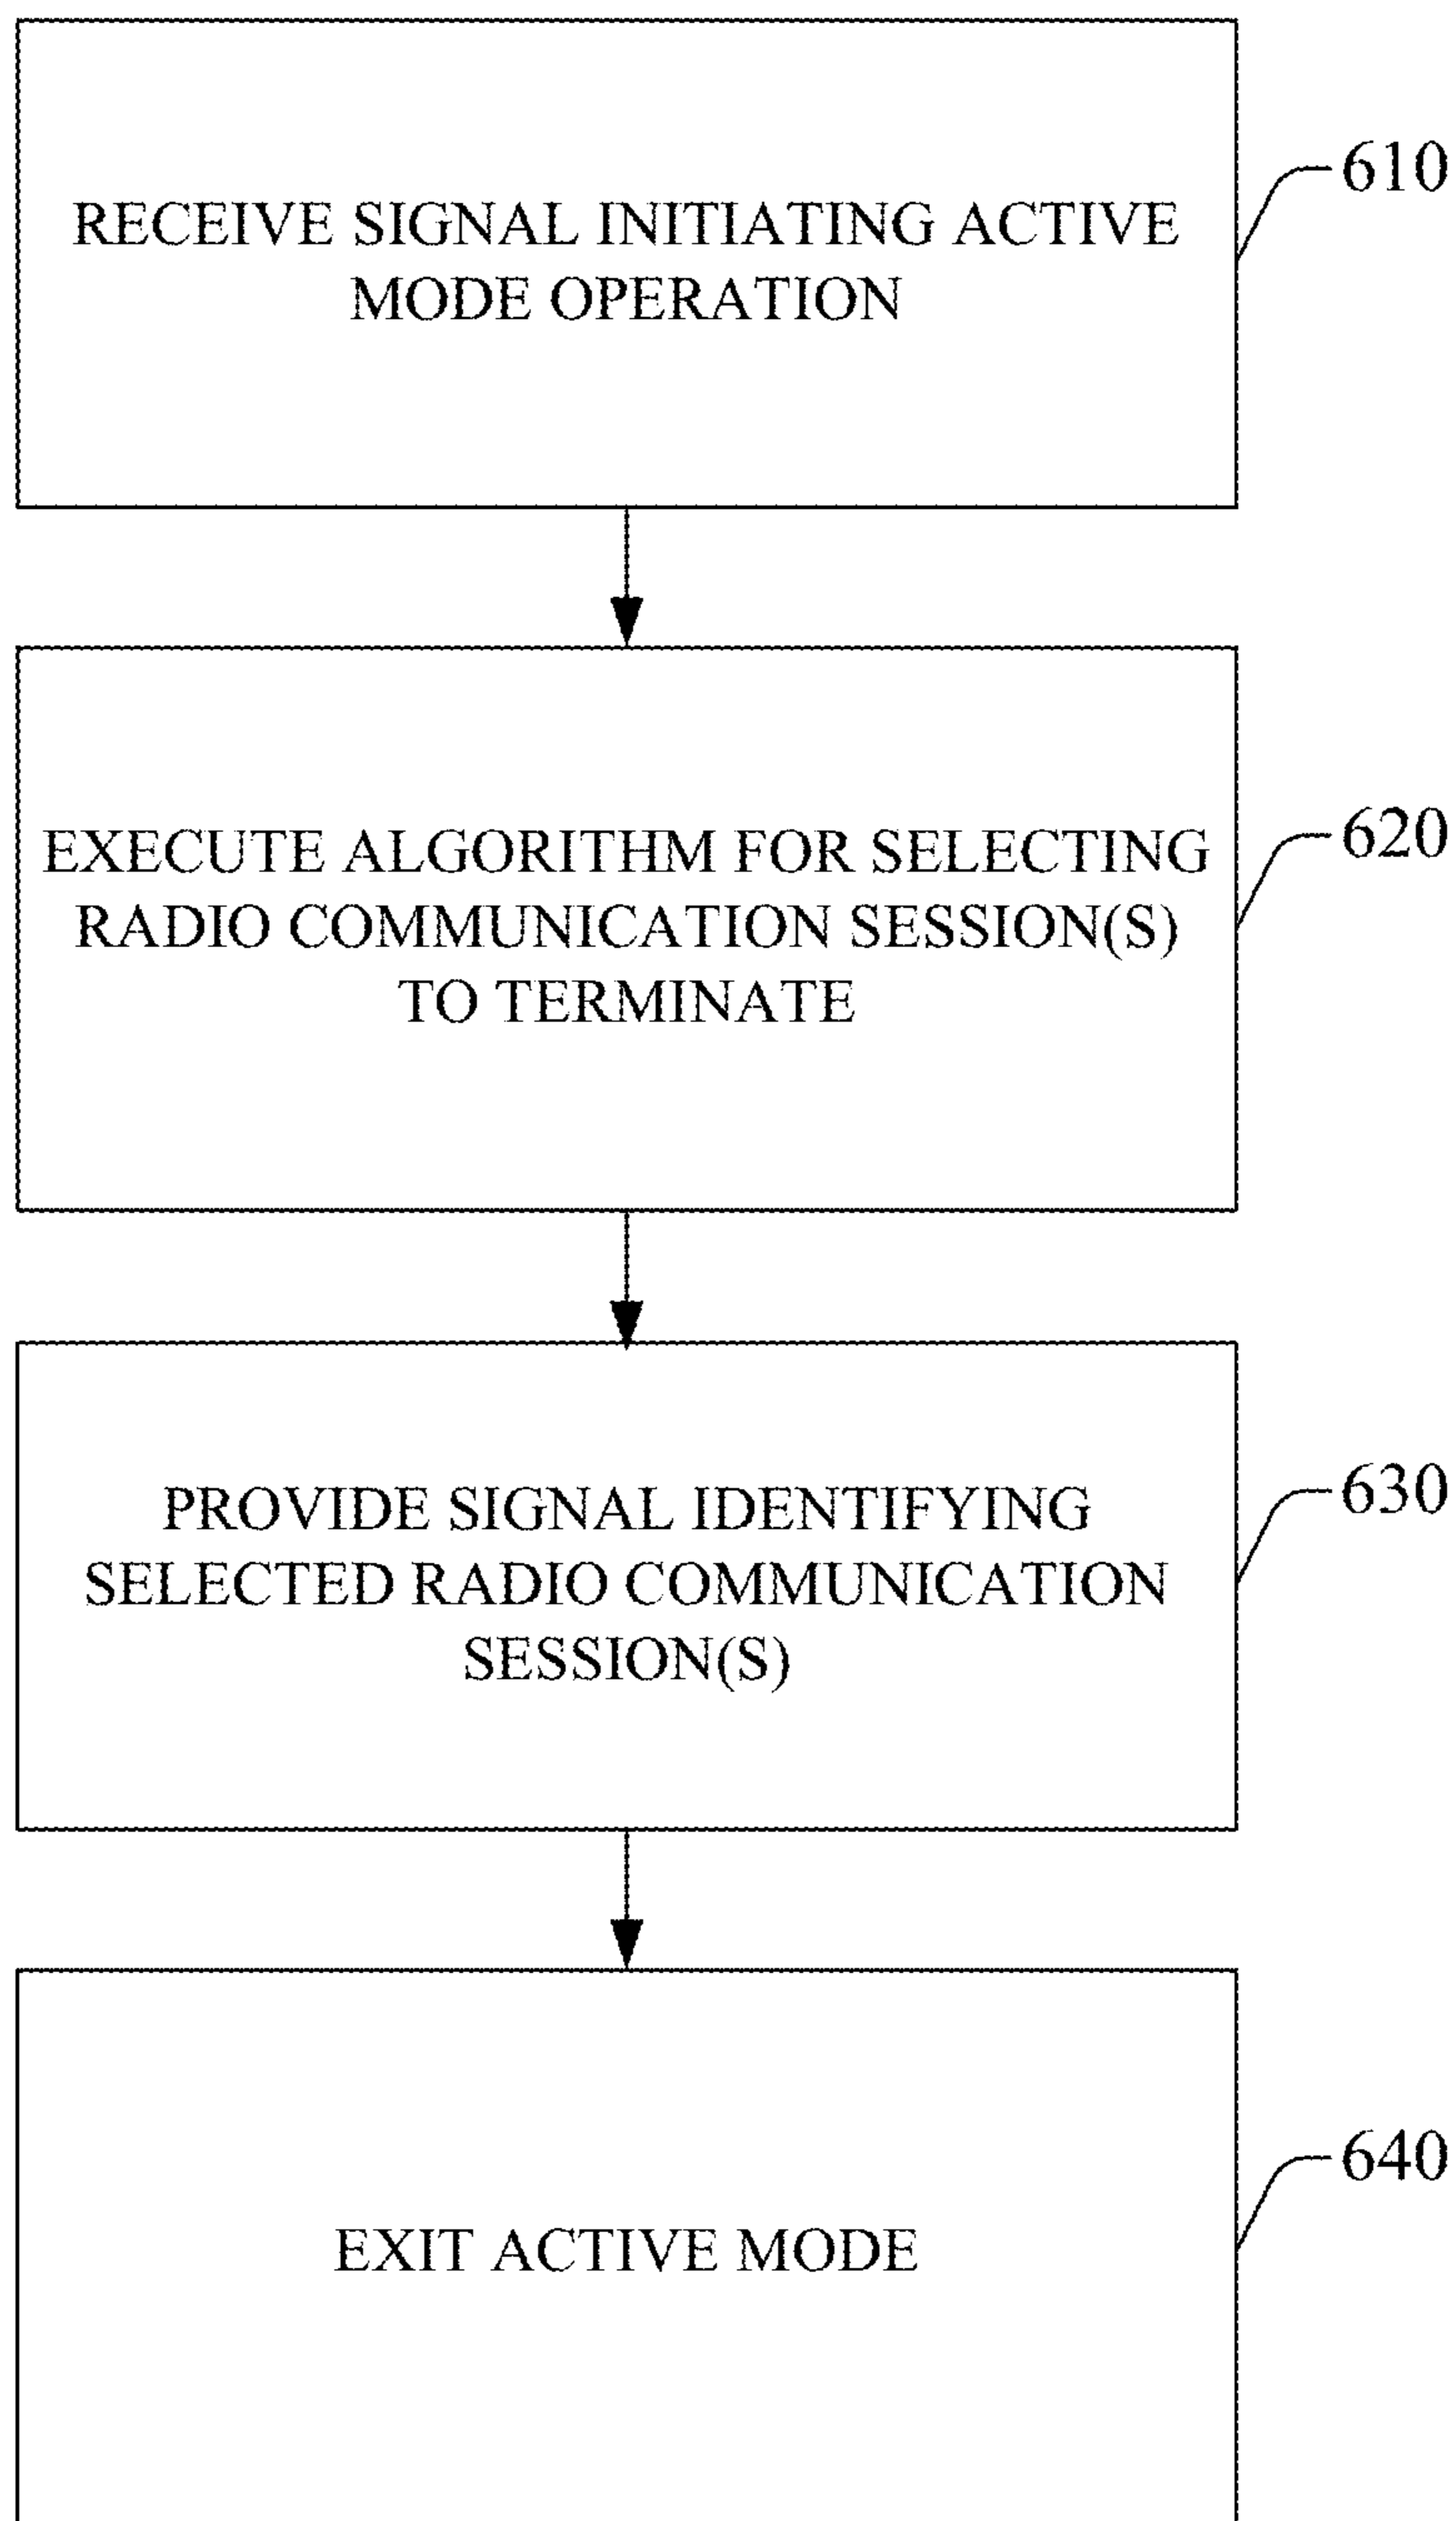 RECEIVE SIGNAL INITIATING ACTIVE
MODE OPERATION
610
EXECUTE ALGORITHM FOR SELECTING
RADIO COMMUNICATION SESSION(S)
TO TERMINATE
620
PROVIDE SIGNAL IDENTIFYING
SELECTED RADIO COMMUNICATION
SESSION(S)
630
EXIT ACTIVE MODE
640